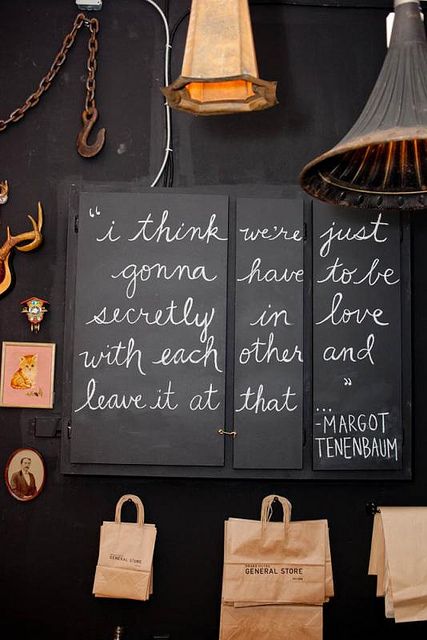 “i think we're just
gonna have to be
secretly in love
with each other and
leave it at that ”
...
-MARGOT
TENENBAUM
GENERAL STORE
GENERAL STORE